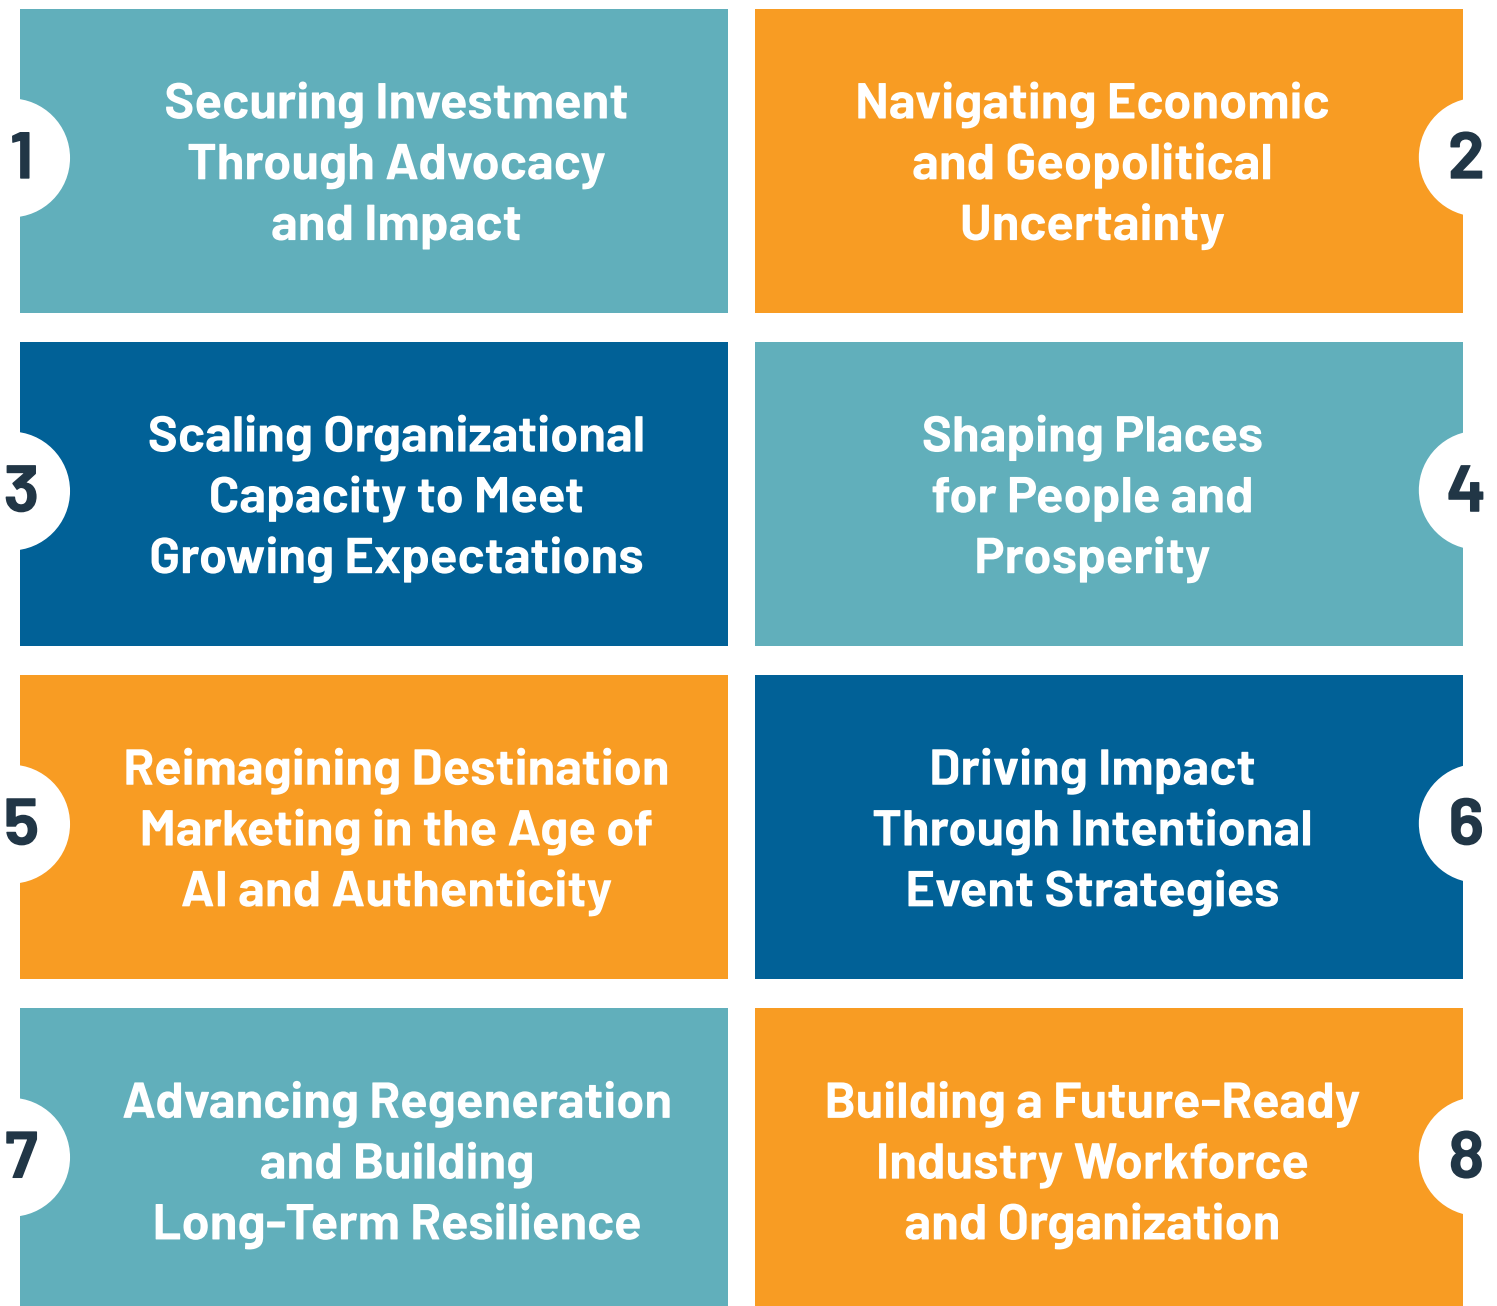 1
Securing Investment
Through Advocacy
and Impact
Navigating Economic
and Geopolitical
Uncertainty
2
3
Scaling Organizational
Capacity to Meet
Growing Expectations
Shaping Places
for People and
Prosperity
4
5
Reimagining Destination
Marketing in the Age of
AI and Authenticity
Driving Impact
Through Intentional
Event Strategies
6
7
Advancing Regeneration
and Building
Long-Term Resilience
Building a Future-Ready
Industry Workforce
and Organization
8